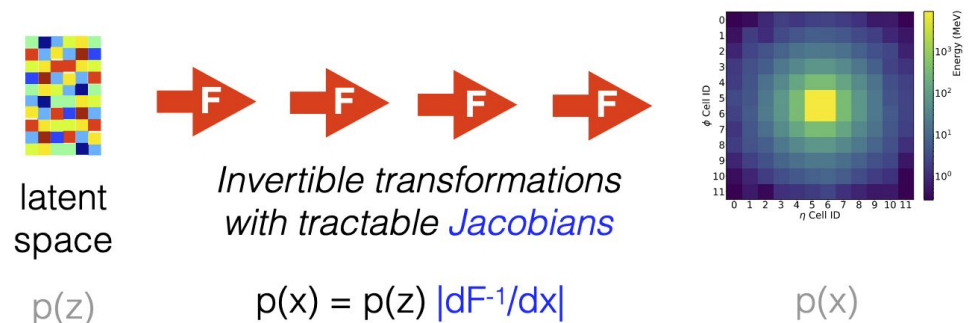 F F F F
latent
space
Invertible transformations
with tractable Jacobians
p(z)
p(x) = p(z) |dF⁻¹/dx|
p(x)
0
1
2
3
4
5
6
7
8
9
10
11
ϕ Cell ID
0 1 2 3 4 5 6 7 8 9 10 11
η Cell ID
10³
10²
10¹
10⁰
Energy (MeV)